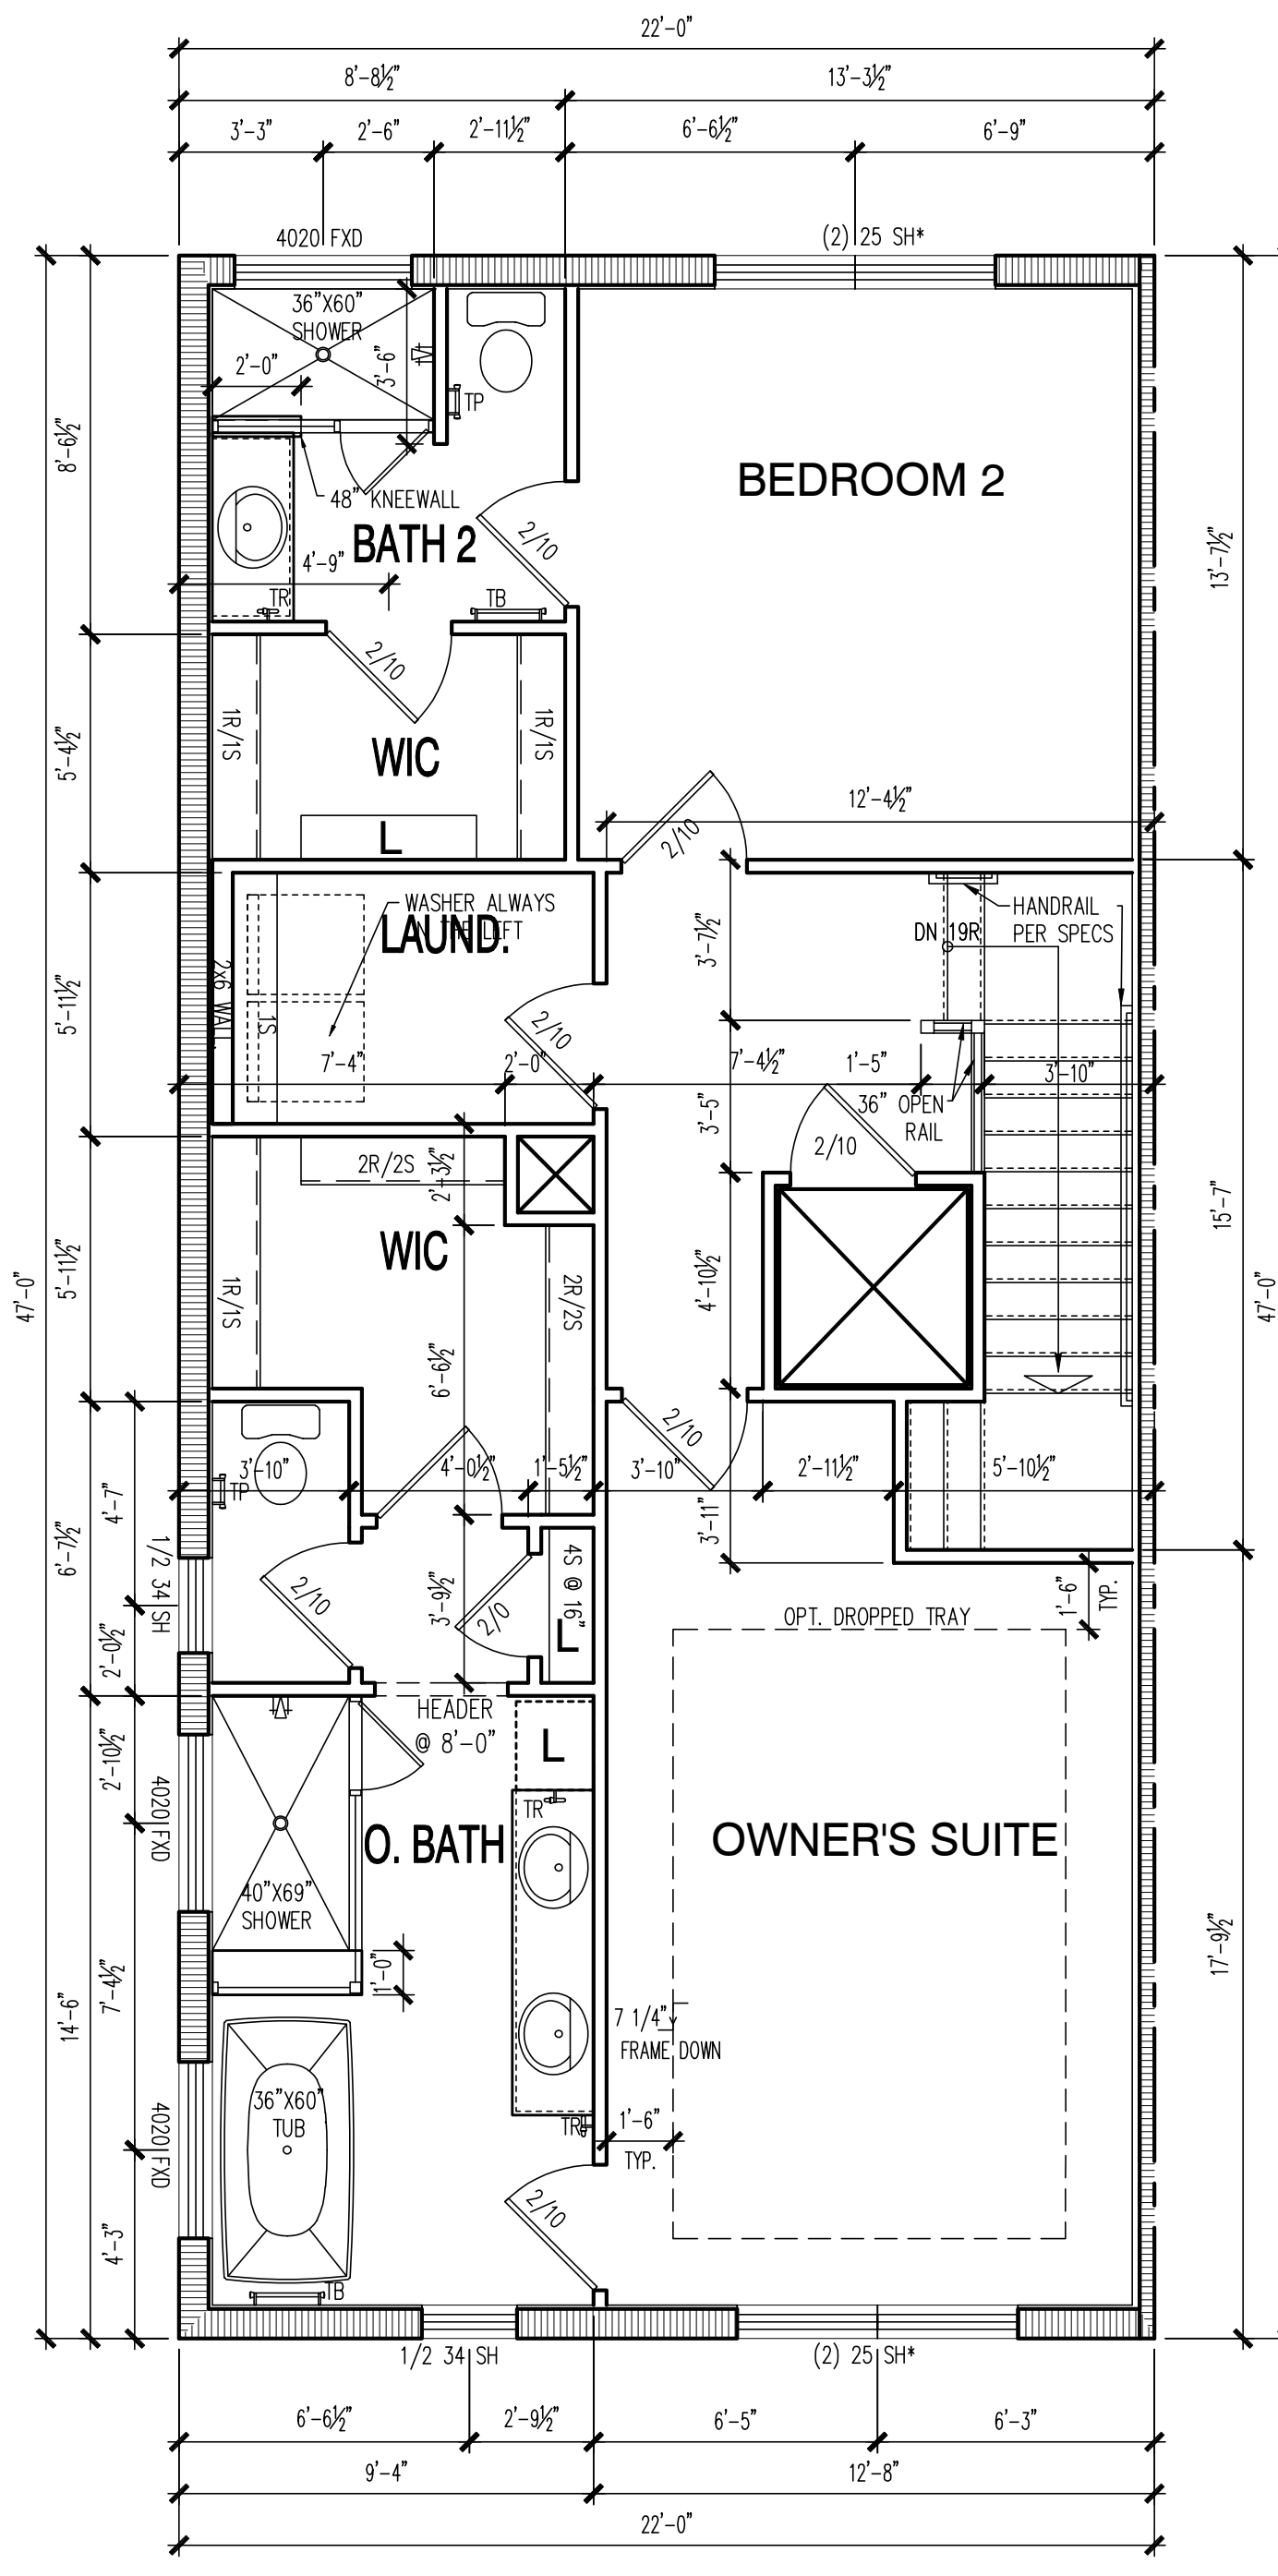 22'-0"
8'-8½"
13'-3½"
3'-3"
2'-6"
2'-11½"
6'-6½"
6'-9"
4020 FXD
(2) 25 SH*
36"X60"
SHOWER
2'-0"
3'-6"
TP
8'-6½"
48" KNEEWALL
BEDROOM 2
BATH 2
4'-9"
2/10
13'-7½"
TR
TB
2/10
1R/1S
1R/1S
WIC
5'-4½"
12'-4½"
L
2/10
WASHER ALWAYS
ON THE LEFT
LAUND.
HANDRAIL
PER SPECS
DN 19R
3'-7½"
2x6 WALL
1S
5'-11½"
2/10
7'-4"
2'-0"
7'-4½"
1'-5"
3'-10"
36" OPEN
RAIL
3'-5"
2/10
2R/2S
2'-3½"
15'-7"
WIC
5'-11½"
4'-10½"
47'-0"
47'-0"
1R/1S
2R/2S
6'-6½"
2/10
3'-10"
4'-0½"
1'-5½"
3'-10"
2'-11½"
5'-10½"
TP
4'-7"
3'-11"
6'-7½"
1/2 34 SH
2/10
3'-9½"
2/0
4S @ 16"
L
1'-6"
TYP.
OPT. DROPPED TRAY
2'-0½"
HEADER
@ 8'-0"
L
2'-10½"
4020 FXD
TR
O. BATH
OWNER'S SUITE
40"X69"
SHOWER
1'-0"
7'-4½"
17'-9½"
14'-6"
7 1/4"
FRAME DOWN
36"X60"
TUB
4020 FXD
TR
1'-6"
TYP.
2/10
4'-3"
TB
1/2 34 SH
(2) 25 SH*
6'-6½"
2'-9½"
6'-5"
6'-3"
9'-4"
12'-8"
22'-0"